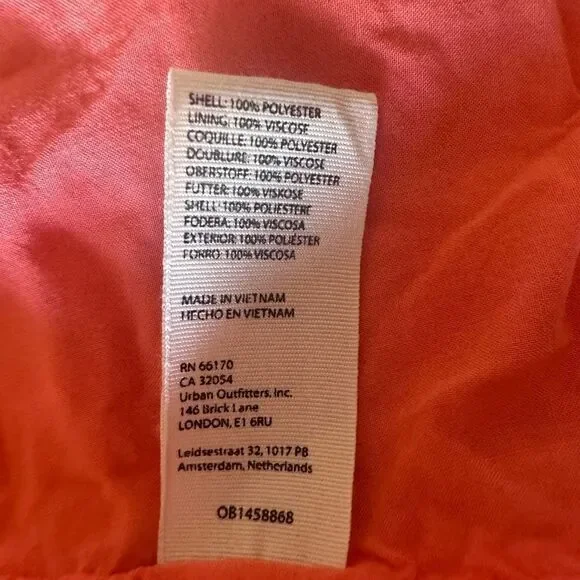 SHELL: 100% POLYESTER
LINING: 100% VISCOSE
COQUILLE: 100% POLYESTER
DOUBLURE: 100% VISCOSE
OBERSTOFF: 100% POLYESTER
FUTTER: 100% VISKOSE
SHELL: 100% POLIESTERE
FODERA: 100% VISCOSA
EXTERIOR: 100% POLIÉSTER
FORRO: 100% VISCOSA
MADE IN VIETNAM
HECHO EN VIETNAM
RN 66170
CA 32054
Urban Outfitters, Inc.
146 Brick Lane
LONDON, E1 6RU
Leidsestraat 32, 1017 PB
Amsterdam, Netherlands
OB1458868